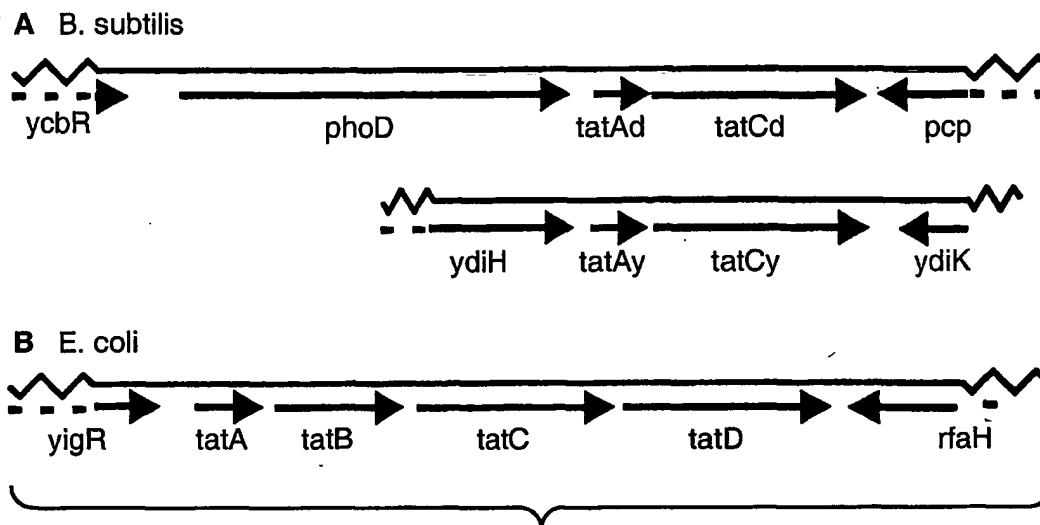 A B. subtilis
ycbR phoD tatAd tatCd pcp
ydiH tatAy tatCy ydiK
B E. coli
yigR tatA tatB tatC tatD rfaH